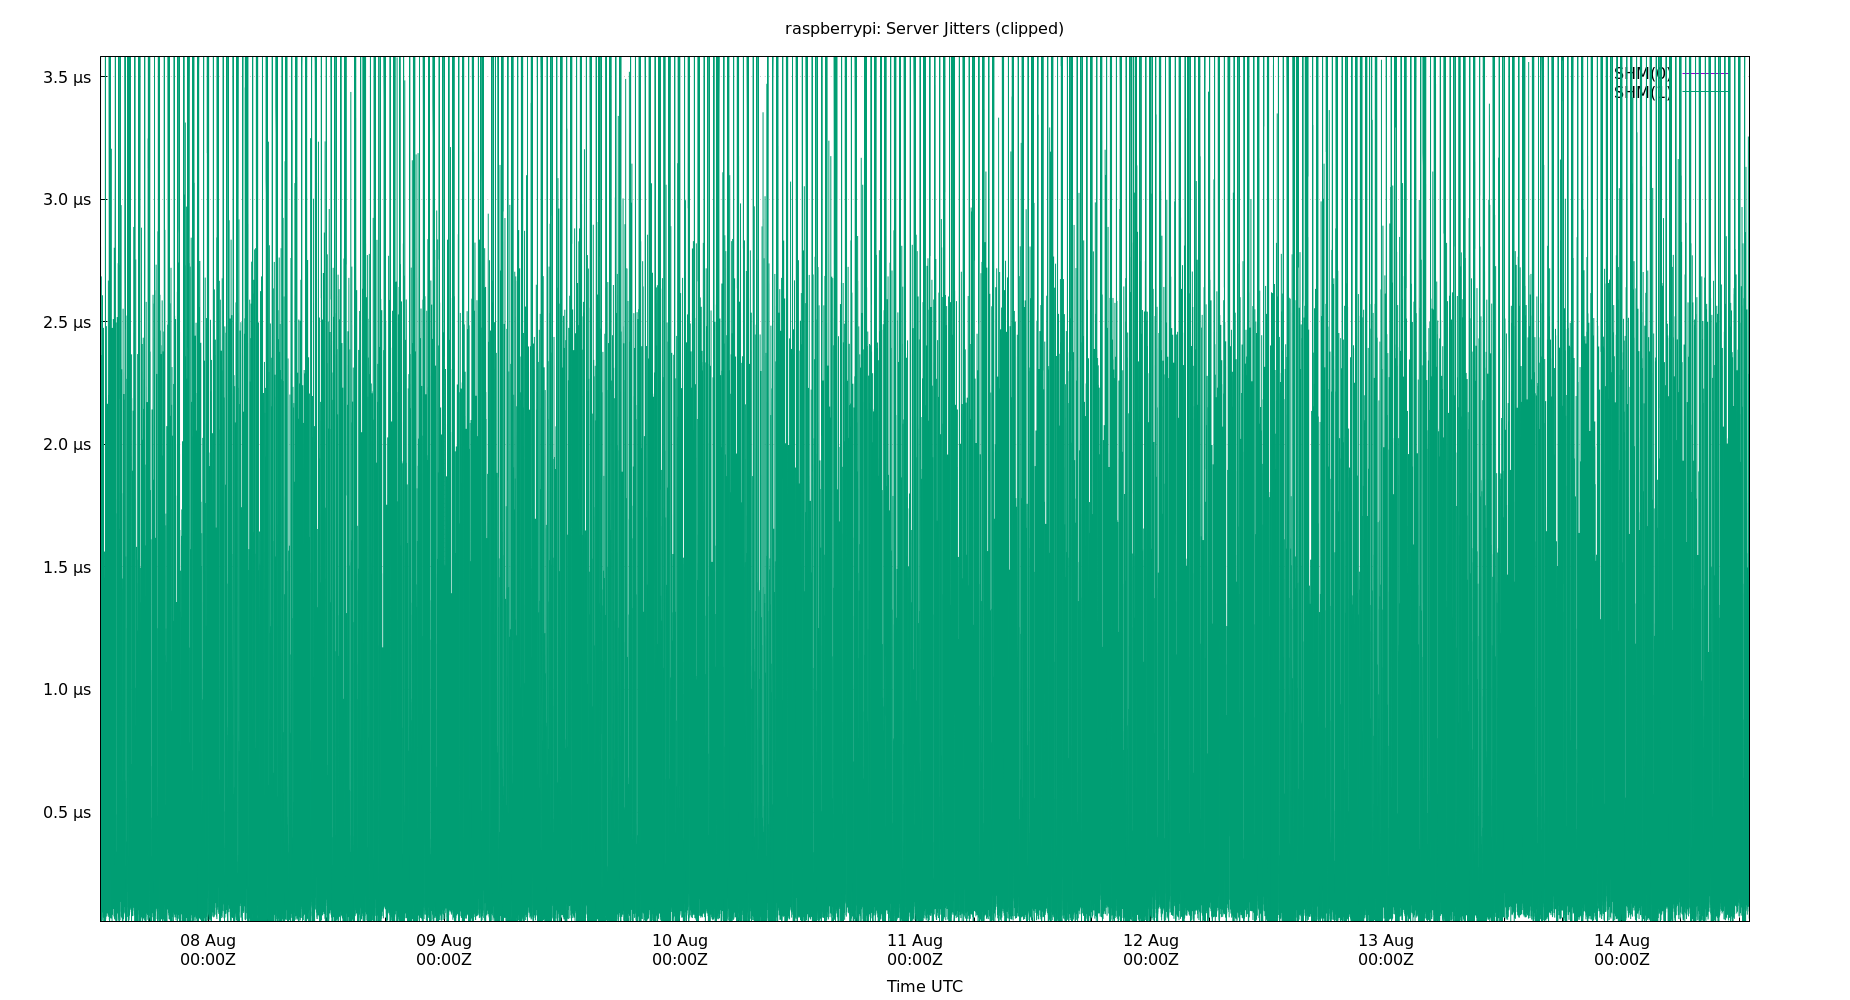 raspberrypi: Server Jitters (clipped)
3.5 µs
SHM(0)
SHM(1)
3.0 µs
2.5 µs
2.0 µs
1.5 µs
1.0 µs
0.5 µs
08 Aug 09 Aug 10 Aug 11 Aug 12 Aug 13 Aug 14 Aug
00:00Z 00:00Z 00:00Z 00:00Z 00:00Z 00:00Z 00:00Z
Time UTC